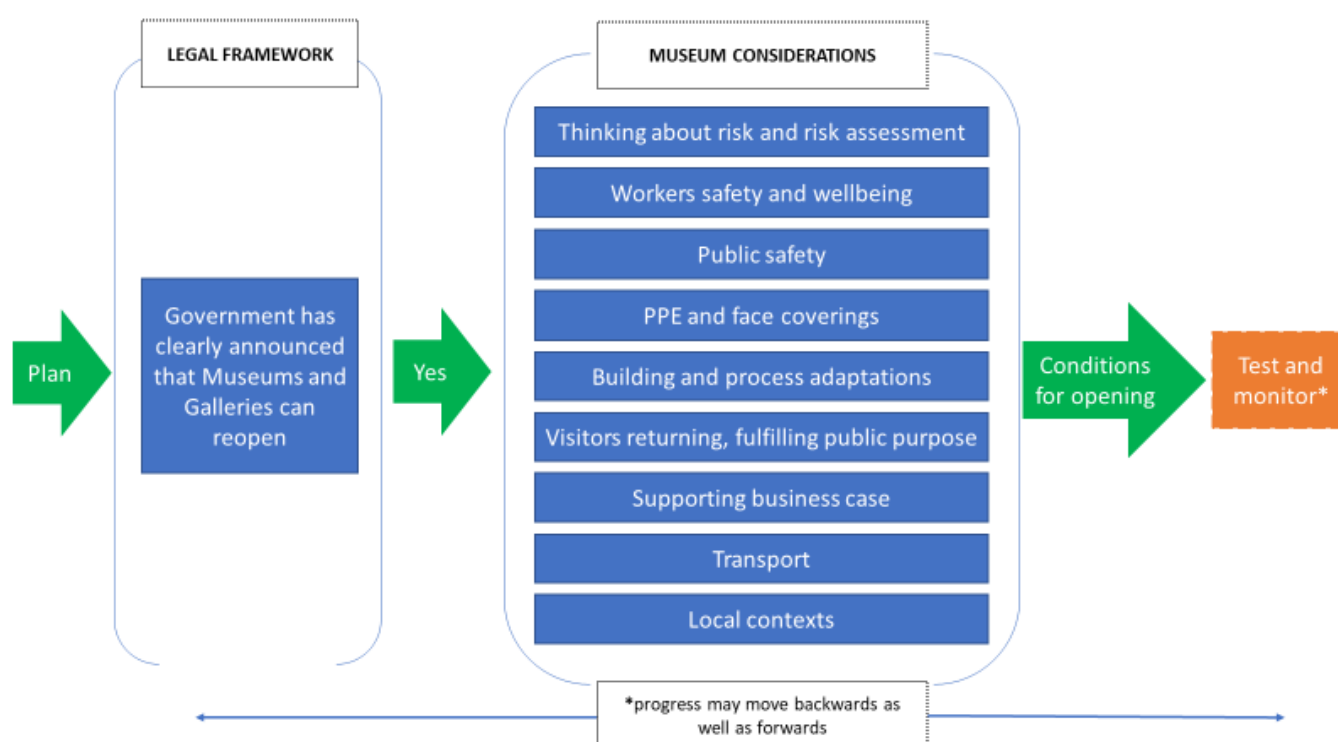 LEGAL FRAMEWORK
MUSEUM CONSIDERATIONS
Plan
Government has
clearly announced
that Museums and
Galleries can
reopen
Yes
Thinking about risk and risk assessment
Workers safety and wellbeing
Public safety
PPE and face coverings
Building and process adaptations
Visitors returning, fulfilling public purpose
Supporting business case
Transport
Local contexts
Conditions
for opening
Test and
monitor*
*progress may move backwards as
well as forwards